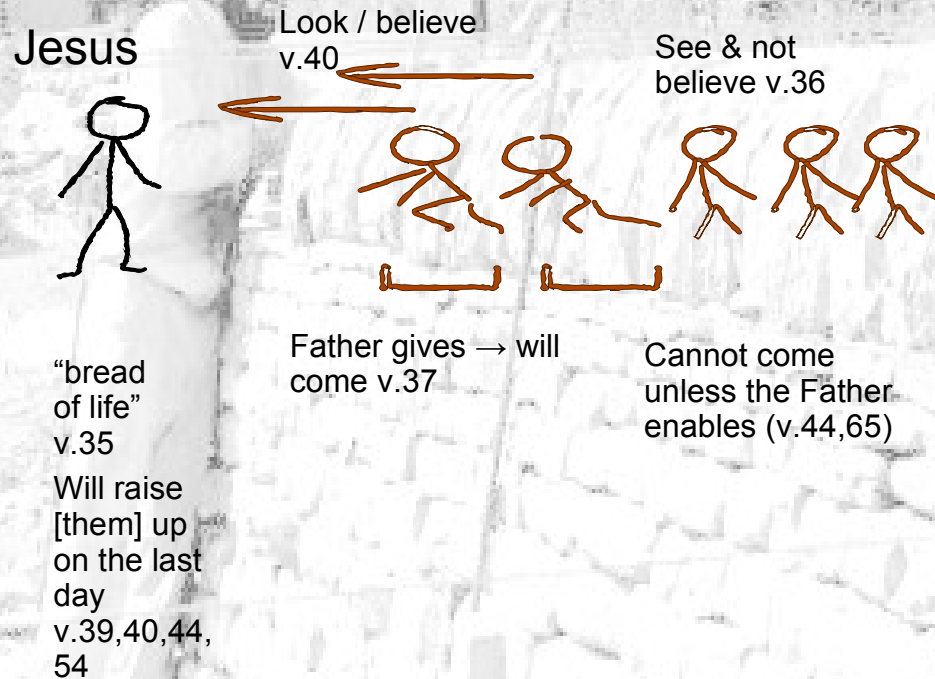 Jesus
Look / believe
v.40
See & not
believe v.36
Father gives → will
come v.37
Cannot come
unless the Father
enables (v.44,65)
“bread
of life”
v.35
Will raise
[them] up
on the last
day
v.39,40,44,
54